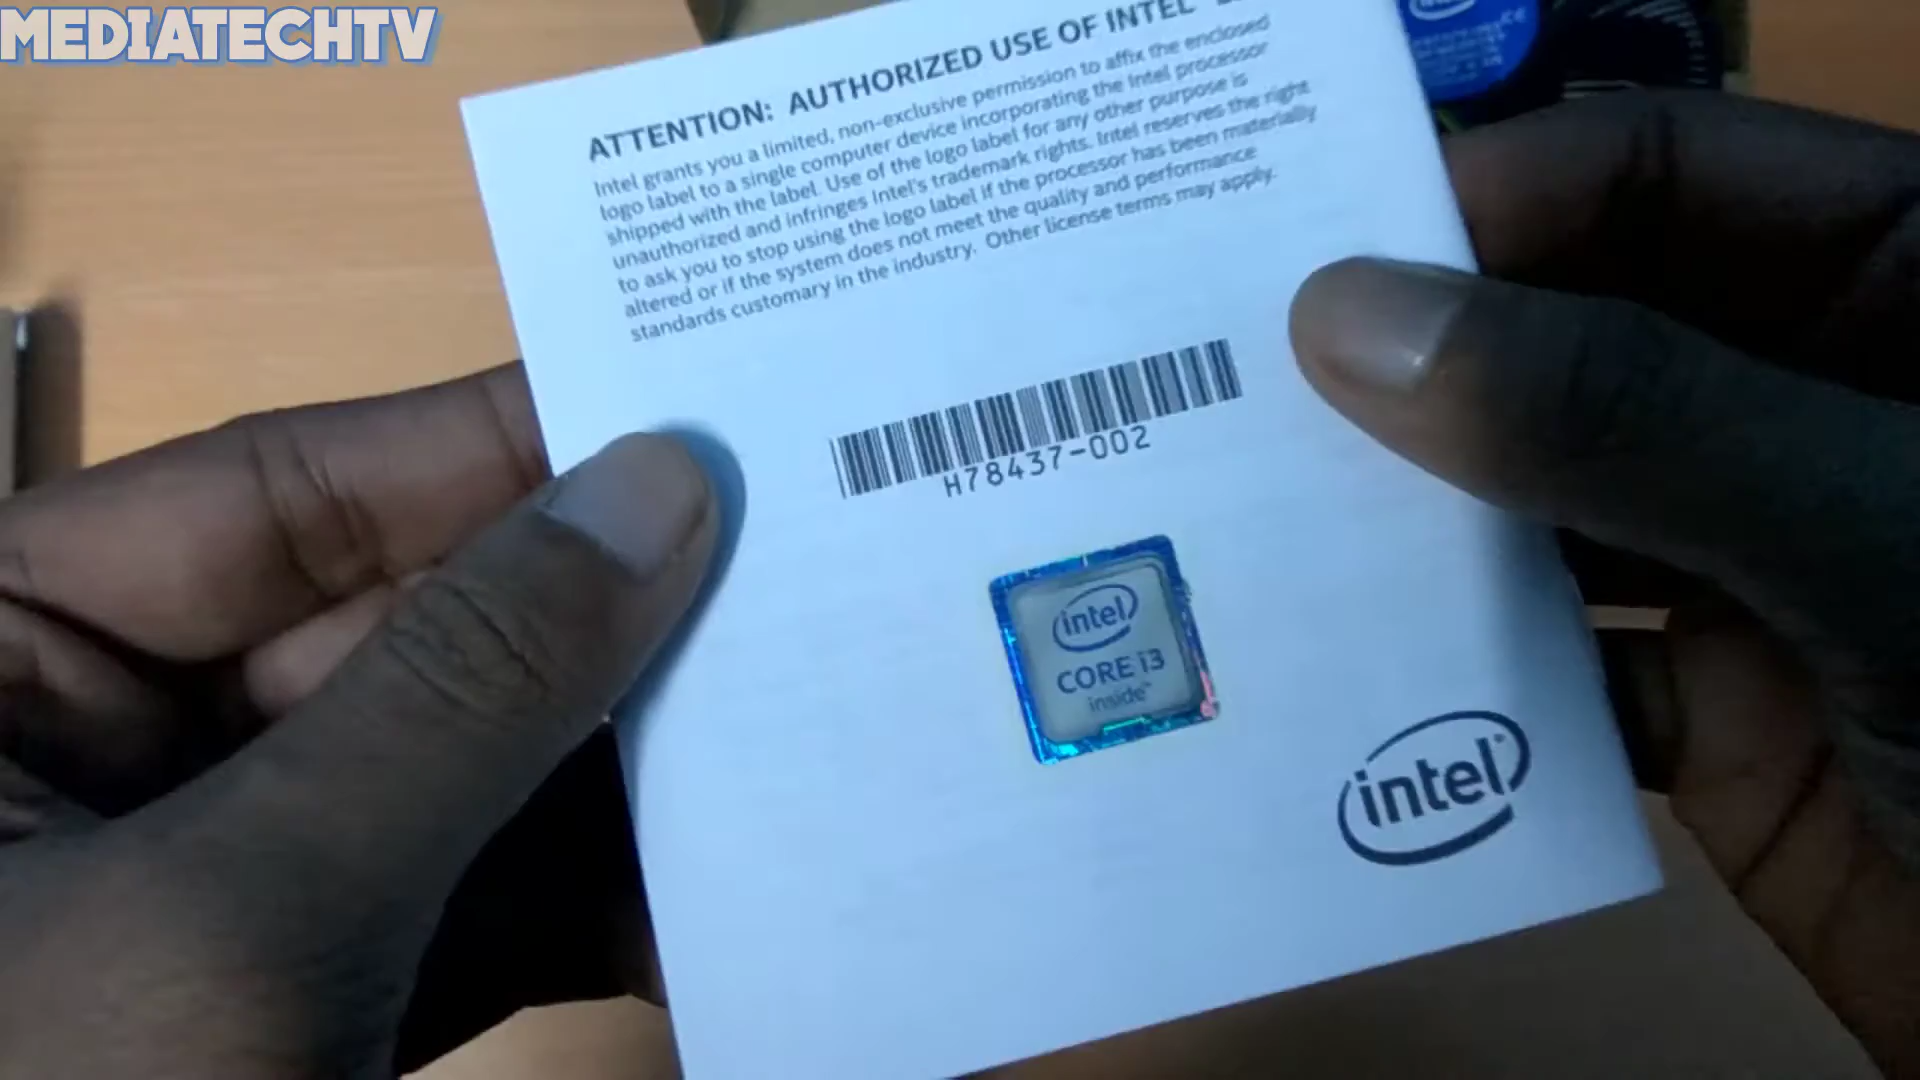 MEDIATECHTV
ATTENTION: AUTHORIZED USE OF INTEL
Intel grants you a limited, non-exclusive permission to affix the enclosed
logo label to a single computer device incorporating the Intel processor
shipped with the label. Use of the logo label for any other purpose is
unauthorized and infringes Intel's trademark rights. Intel reserves the right
to ask you to stop using the logo label if the processor has been materially
altered or if the system does not meet the quality and performance
standards customary in the industry. Other license terms may apply.
H78437-002
intel
CORE i3
inside™
intel